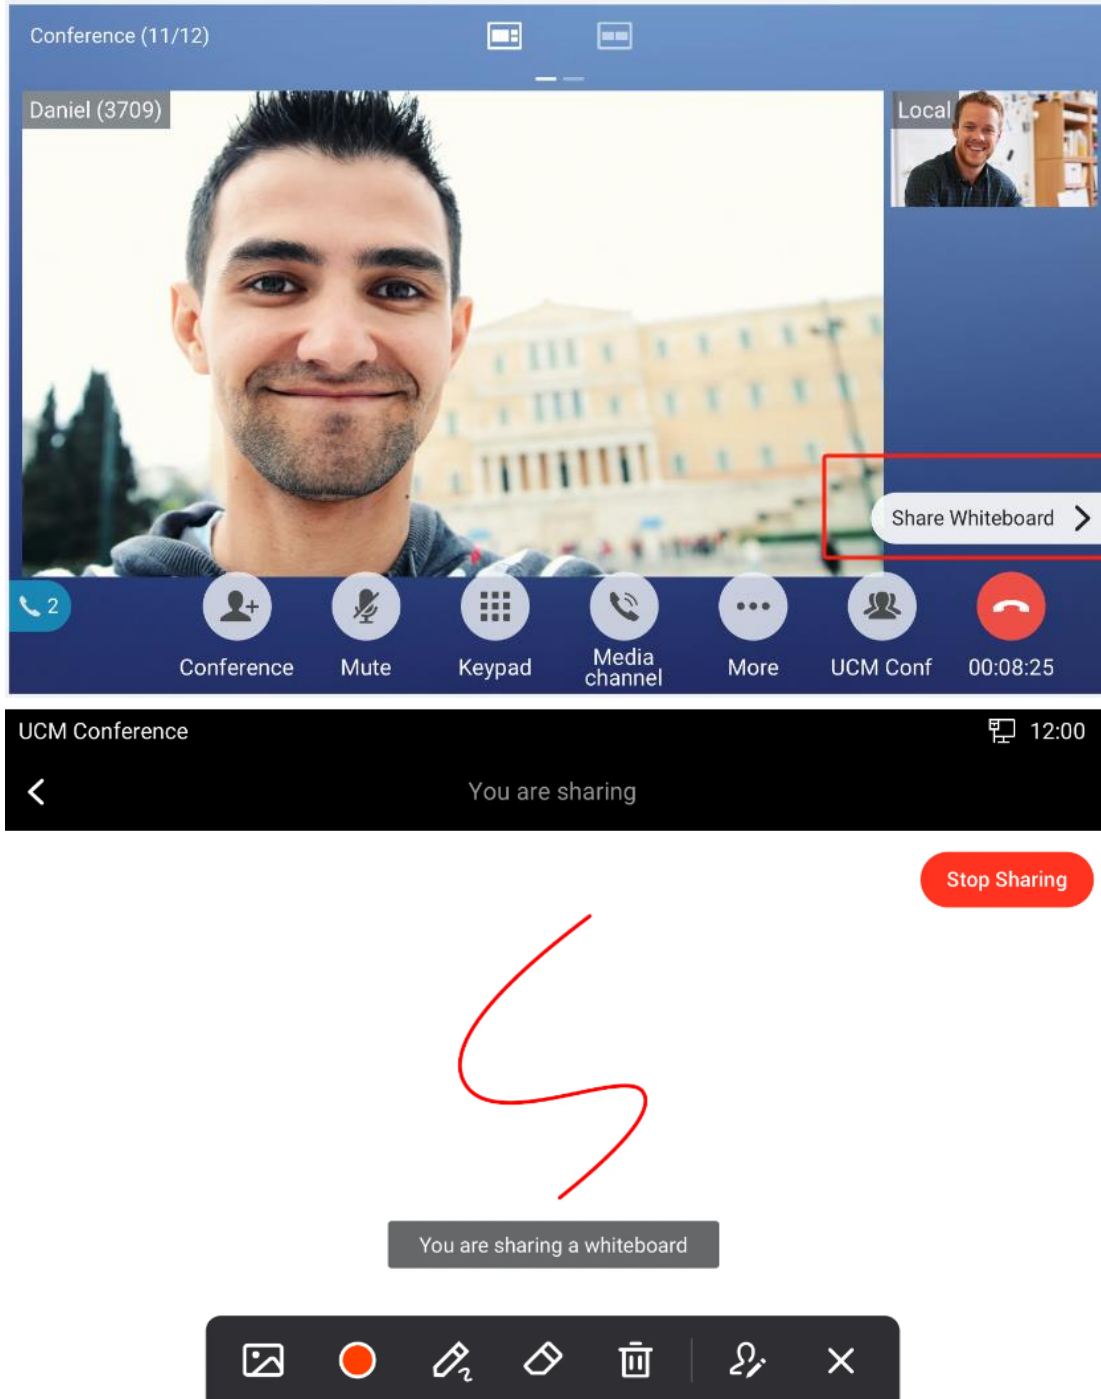 Conference (11/12)
Daniel (3709)
Local
Share Whiteboard
2
Conference
Mute
Keypad
Media
channel
More
UCM Conf
00:08:25
UCM Conference
12:00
You are sharing
Stop Sharing
You are sharing a whiteboard